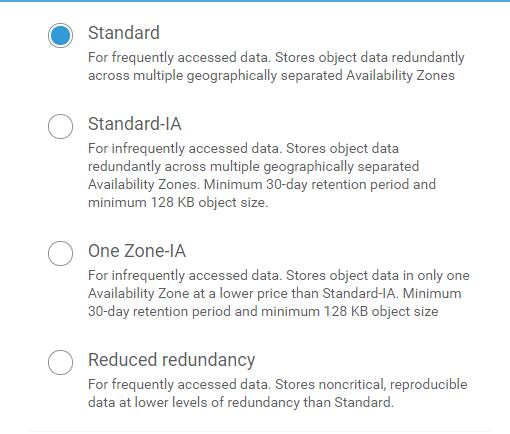 Standard
For frequently accessed data. Stores object data redundantly
across multiple geographically separated Availability Zones
Standard-IA
For infrequently accessed data. Stores object data
redundantly across multiple geographically separated
Availability Zones. Minimum 30-day retention period and
minimum 128 KB object size.
One Zone-IA
For infrequently accessed data. Stores object data in only one
Availability Zone at a lower price than Standard-IA. Minimum
30-day retention period and minimum 128 KB object size
Reduced redundancy
For frequently accessed data. Stores noncritical, reproducible
data at lower levels of redundancy than Standard.